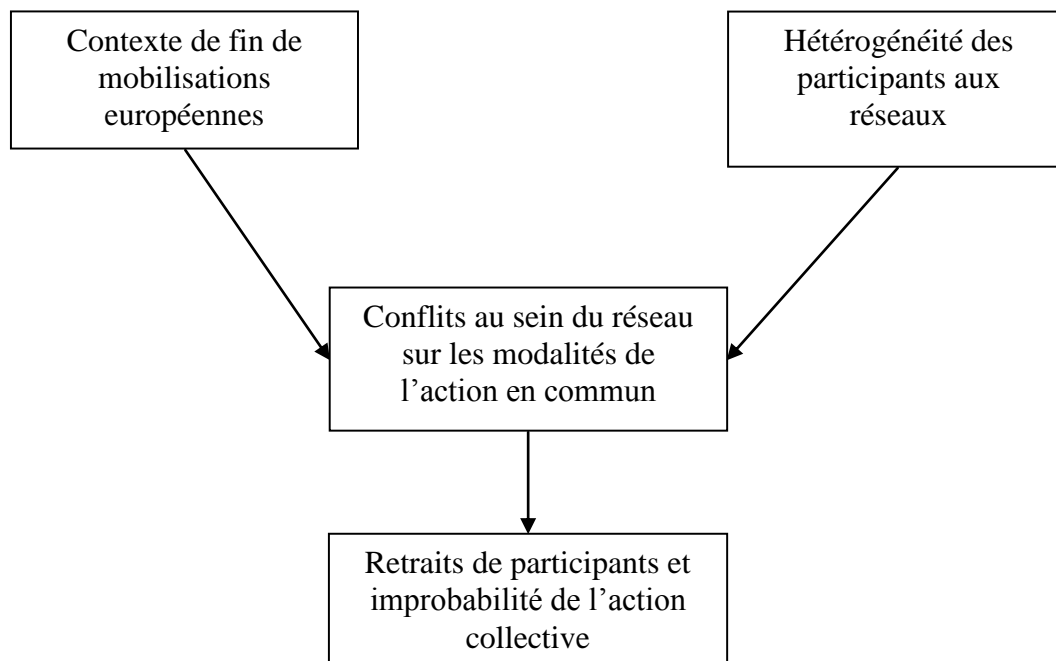 Contexte de fin de
mobilisations
européennes
Hétérogénéité des
participants aux
réseaux
Conflits au sein du réseau
sur les modalités de
l’action en commun
Retraits de participants et
improbabilité de l’action
collective